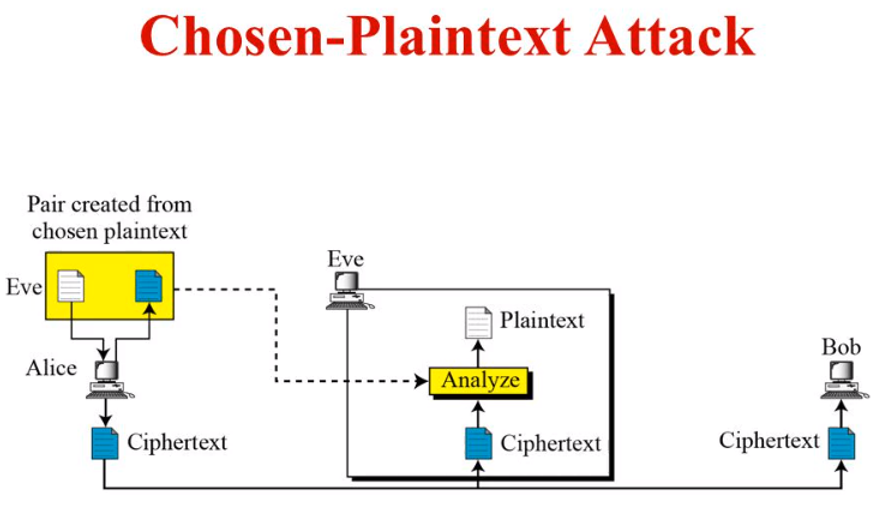 Chosen-Plaintext Attack
Pair created from
chosen plaintext
Eve
Eve
Plaintext
Bob
Alice
Analyze
Ciphertext
Ciphertext
Ciphertext